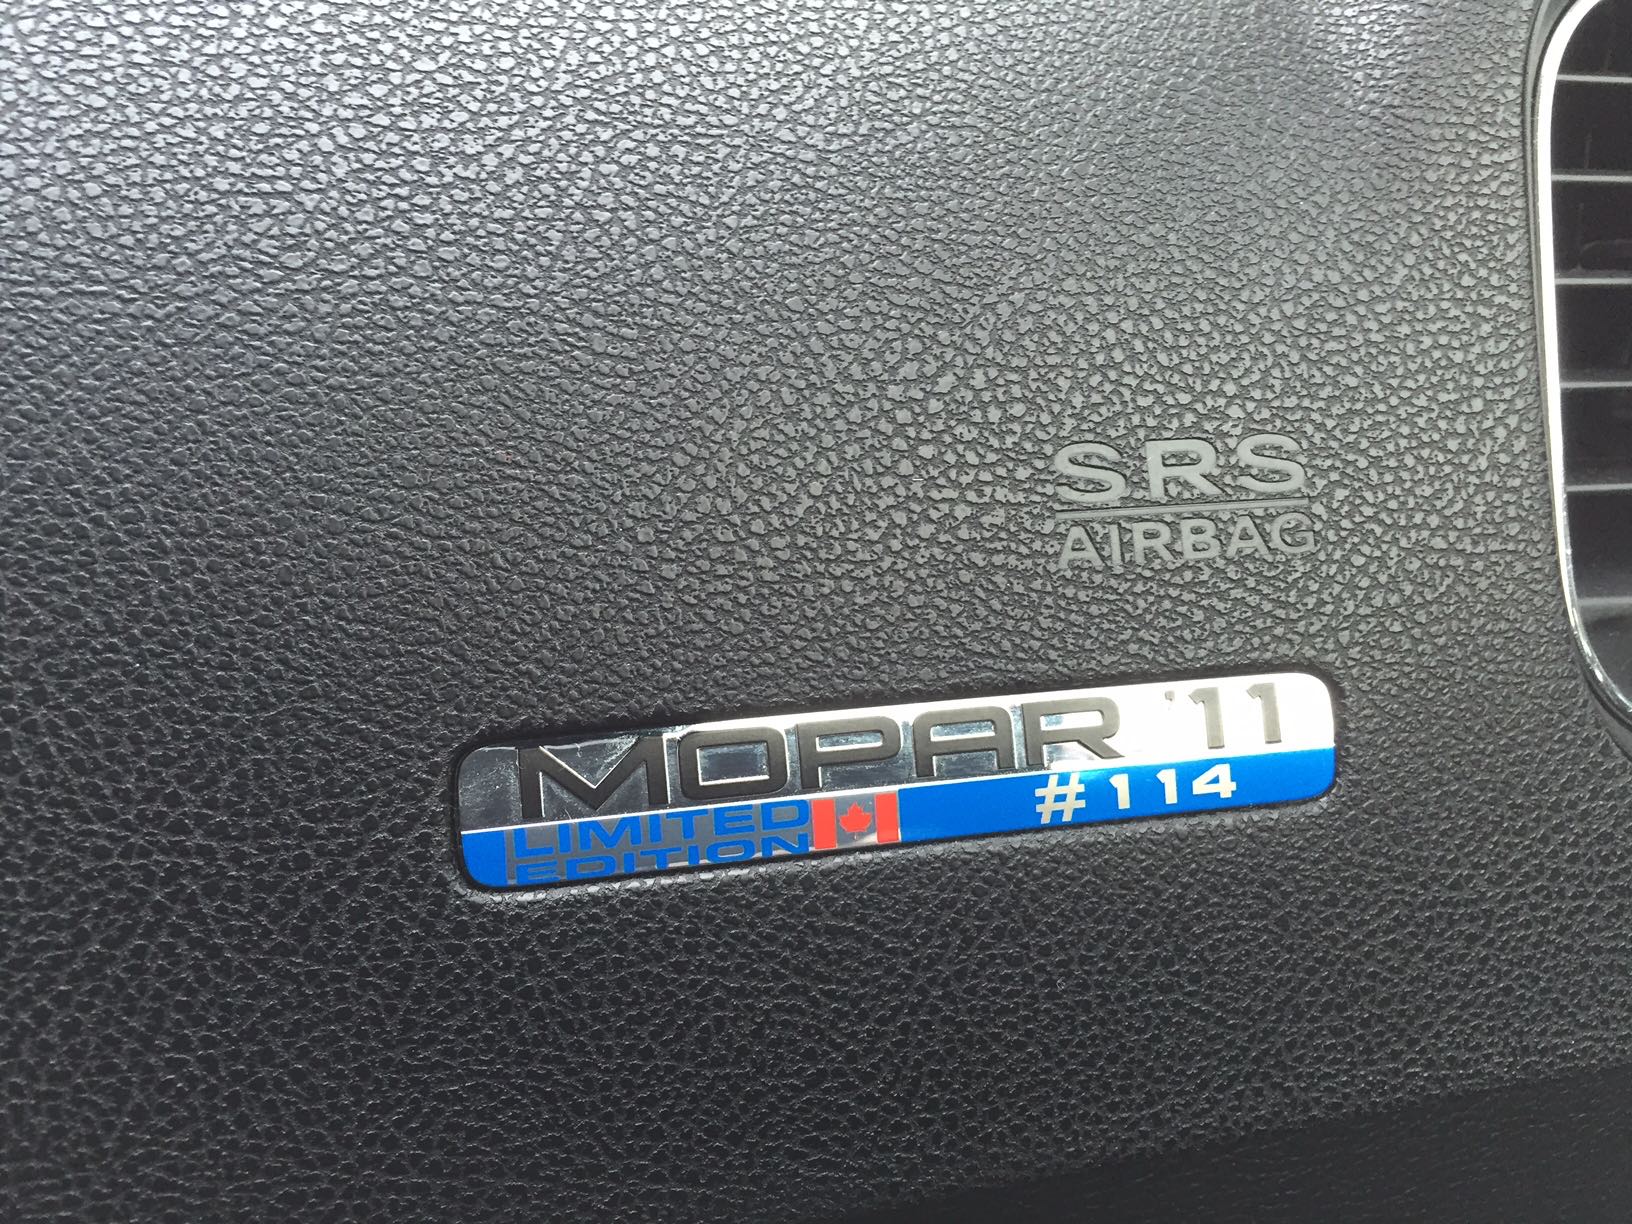 SRS
AIRBAG
MOPAR '11
#114
LIMITED
EDITION